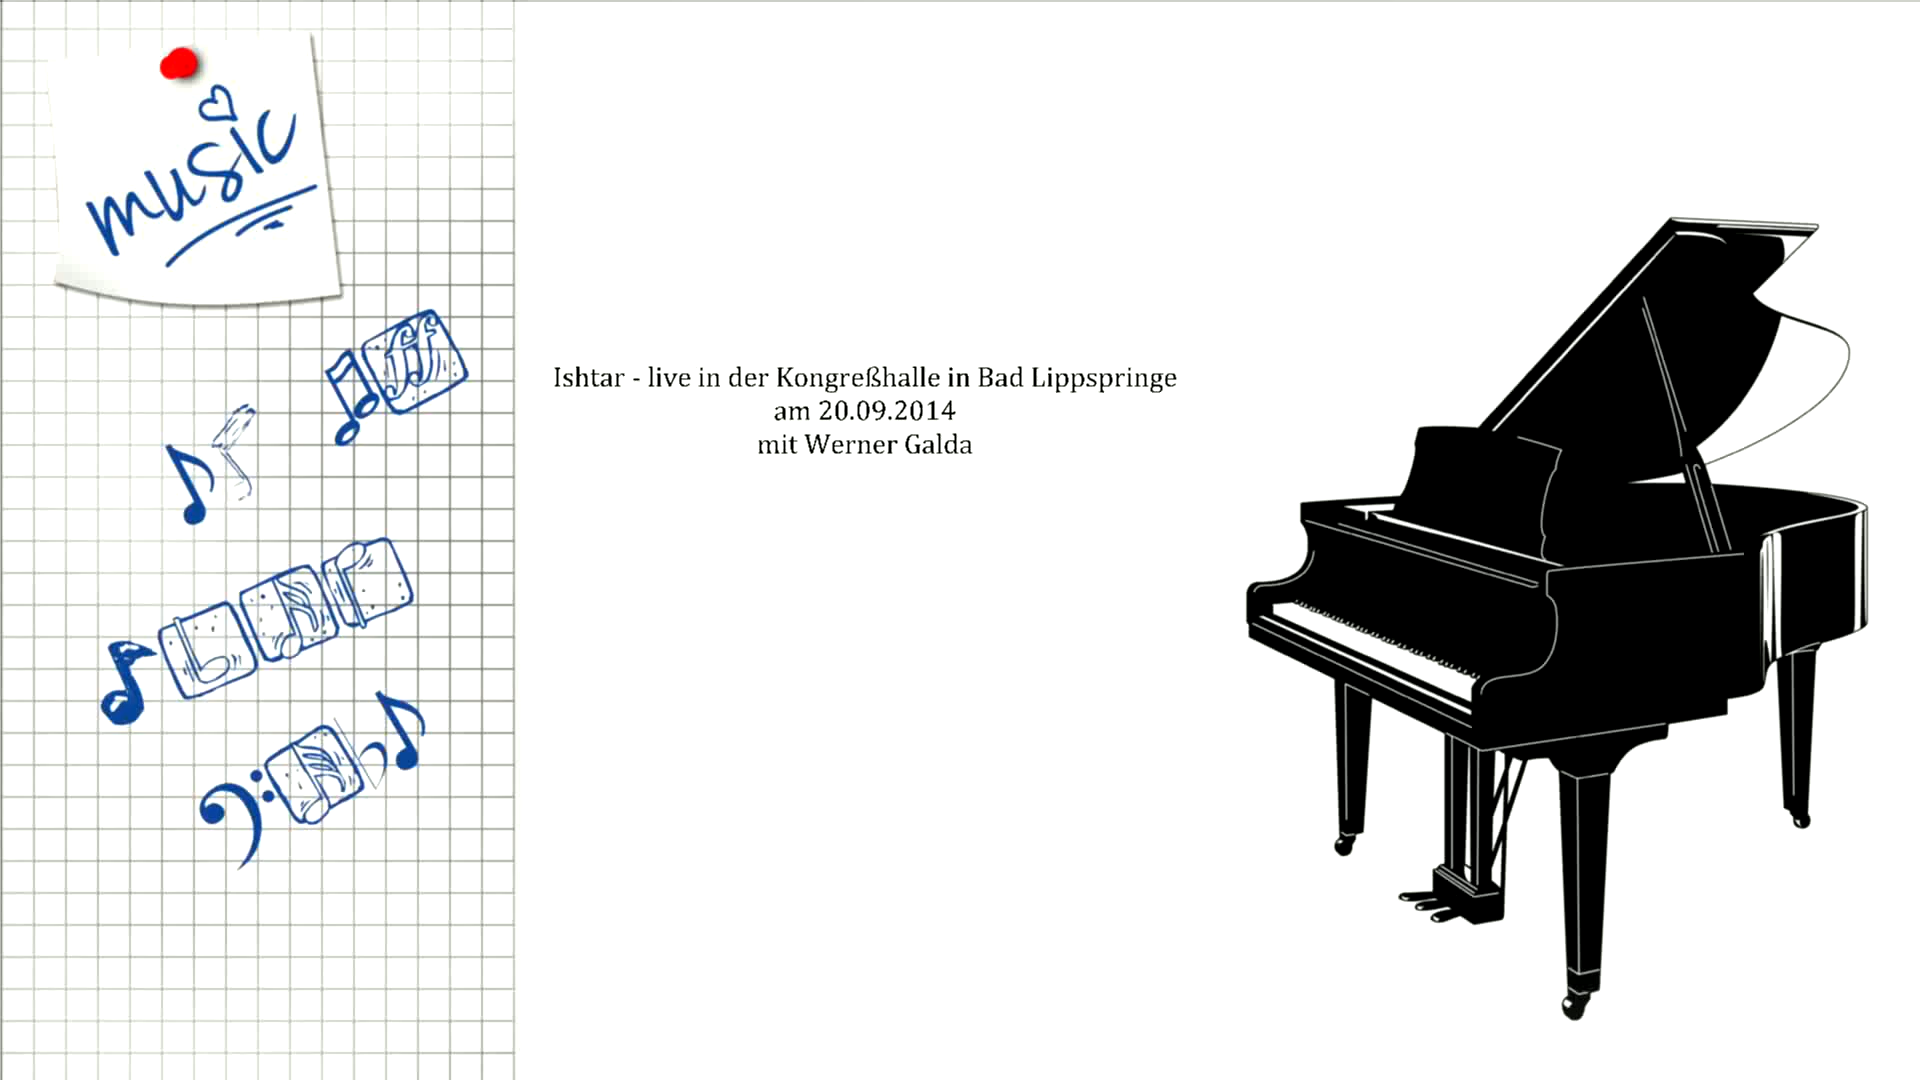 music
Ishtar - live in der Kongreßhalle in Bad Lippspringe
am 20.09.2014
mit Werner Galda